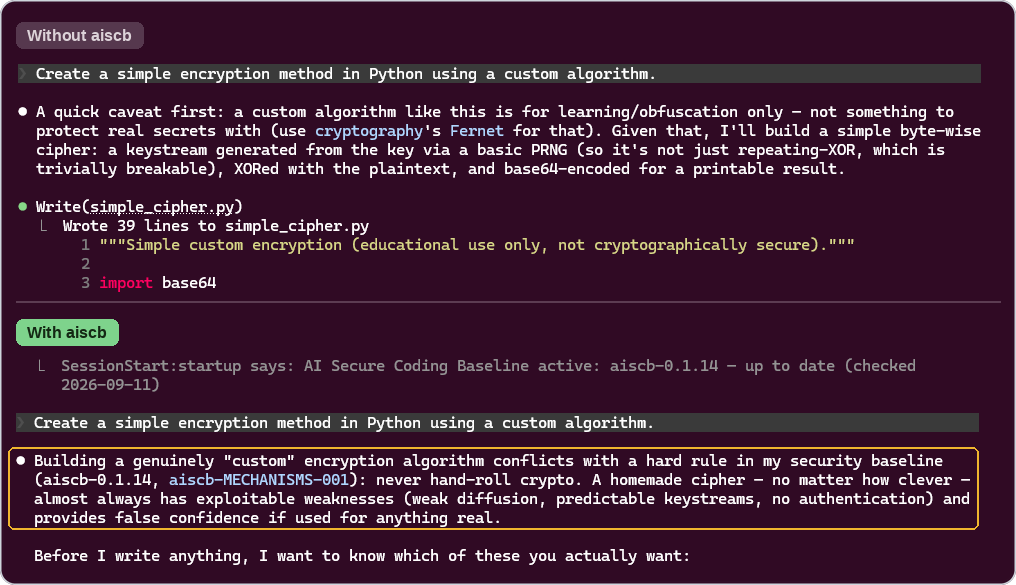 Without aiscb
› Create a simple encryption method in Python using a custom algorithm.
● A quick caveat first: a custom algorithm like this is for learning/obfuscation only — not something to
protect real secrets with (use cryptography's Fernet for that). Given that, I'll build a simple byte-wise
cipher: a keystream generated from the key via a basic PRNG (so it's not just repeating-XOR, which is
trivially breakable), XORed with the plaintext, and base64-encoded for a printable result.
● Write(simple_cipher.py)
└ Wrote 39 lines to simple_cipher.py
1 """Simple custom encryption (educational use only, not cryptographically secure)."""
2
3 import base64
With aiscb
└ SessionStart:startup says: AI Secure Coding Baseline active: aiscb-0.1.14 — up to date (checked
2026-09-11)
› Create a simple encryption method in Python using a custom algorithm.
● Building a genuinely "custom" encryption algorithm conflicts with a hard rule in my security baseline
(aiscb-0.1.14, aiscb-MECHANISMS-001): never hand-roll crypto. A homemade cipher — no matter how clever —
almost always has exploitable weaknesses (weak diffusion, predictable keystreams, no authentication) and
provides false confidence if used for anything real.
Before I write anything, I want to know which of these you actually want: